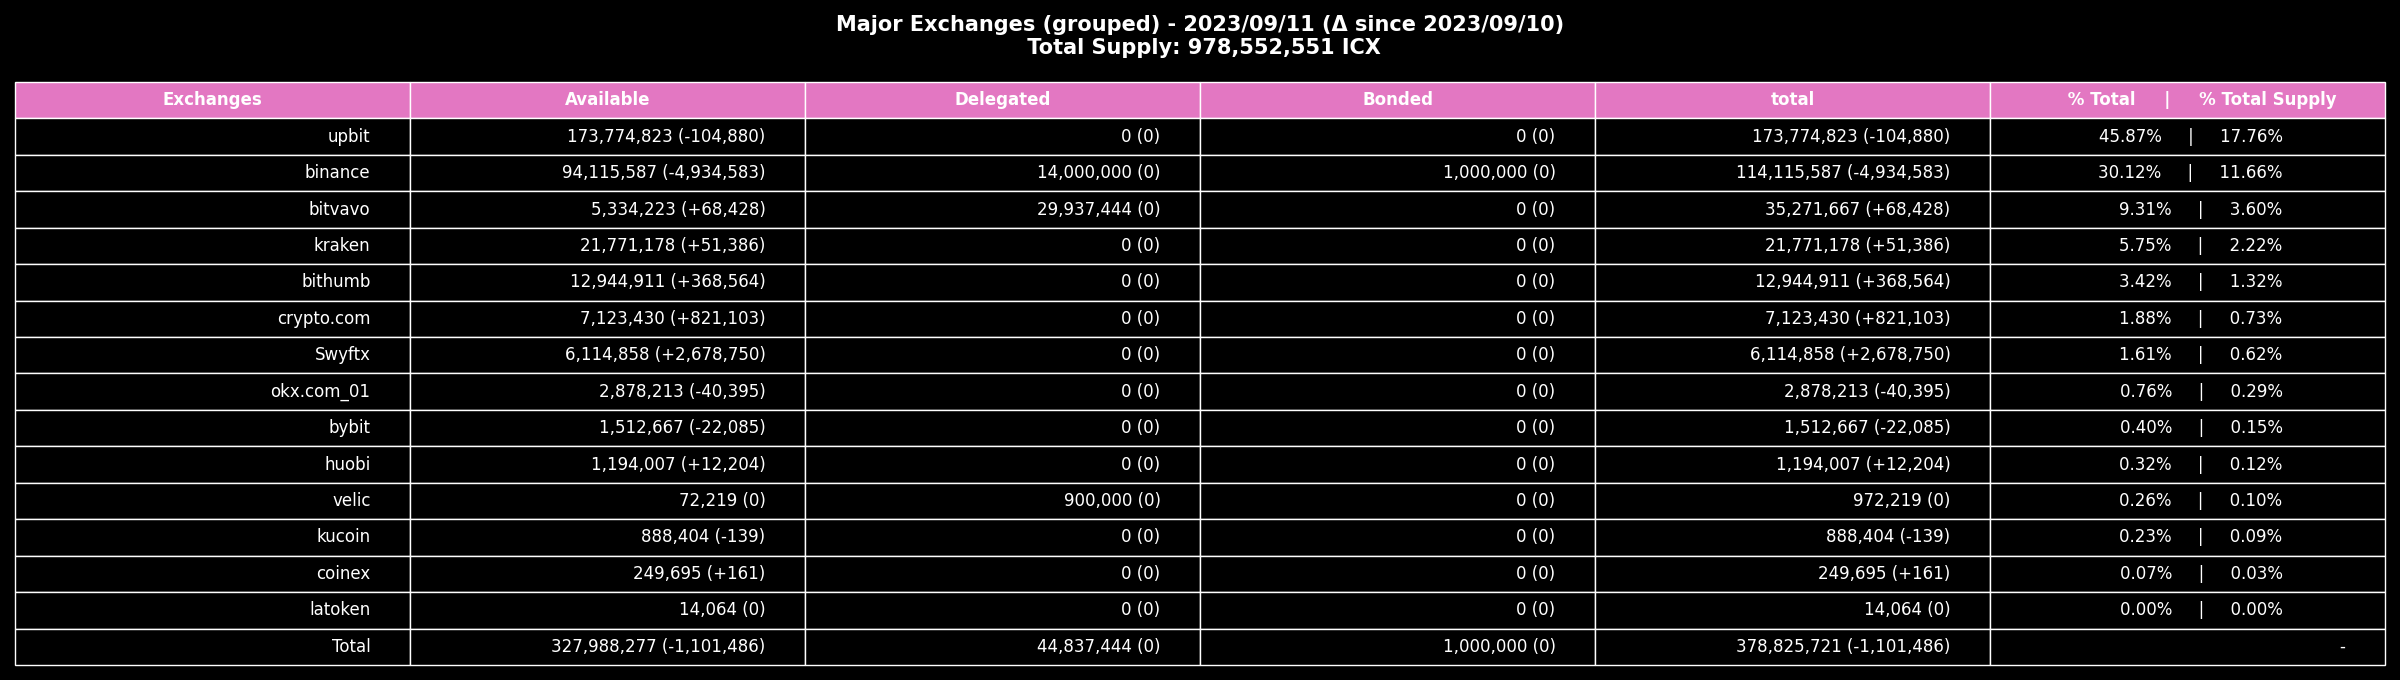 Major Exchanges (grouped) - 2023/09/11 (Δ since 2023/09/10)
Total Supply: 978,552,551 ICX
Exchanges Available Delegated Bonded total % Total | % Total Supply
upbit 173,774,823 (-104,880) 0 (0) 0 (0) 173,774,823 (-104,880) 45.87% | 17.76%
binance 94,115,587 (-4,934,583) 14,000,000 (0) 1,000,000 (0) 114,115,587 (-4,934,583) 30.12% | 11.66%
bitvavo 5,334,223 (+68,428) 29,937,444 (0) 0 (0) 35,271,667 (+68,428) 9.31% | 3.60%
kraken 21,771,178 (+51,386) 0 (0) 0 (0) 21,771,178 (+51,386) 5.75% | 2.22%
bithumb 12,944,911 (+368,564) 0 (0) 0 (0) 12,944,911 (+368,564) 3.42% | 1.32%
crypto.com 7,123,430 (+821,103) 0 (0) 0 (0) 7,123,430 (+821,103) 1.88% | 0.73%
Swyftx 6,114,858 (+2,678,750) 0 (0) 0 (0) 6,114,858 (+2,678,750) 1.61% | 0.62%
okx.com_01 2,878,213 (-40,395) 0 (0) 0 (0) 2,878,213 (-40,395) 0.76% | 0.29%
bybit 1,512,667 (-22,085) 0 (0) 0 (0) 1,512,667 (-22,085) 0.40% | 0.15%
huobi 1,194,007 (+12,204) 0 (0) 0 (0) 1,194,007 (+12,204) 0.32% | 0.12%
velic 72,219 (0) 900,000 (0) 0 (0) 972,219 (0) 0.26% | 0.10%
kucoin 888,404 (-139) 0 (0) 0 (0) 888,404 (-139) 0.23% | 0.09%
coinex 249,695 (+161) 0 (0) 0 (0) 249,695 (+161) 0.07% | 0.03%
latoken 14,064 (0) 0 (0) 0 (0) 14,064 (0) 0.00% | 0.00%
Total 327,988,277 (-1,101,486) 44,837,444 (0) 1,000,000 (0) 378,825,721 (-1,101,486) -